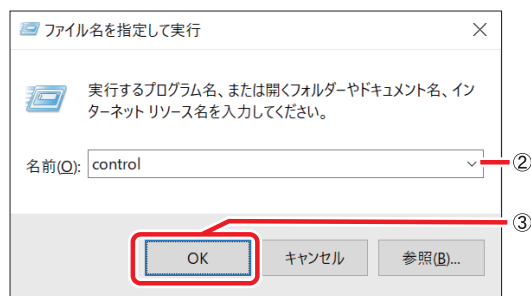 ファイル名を指定して実行
実行するプログラム名、または開くフォルダーやドキュメント名、イン
ターネット リソース名を入力してください。
名前(O): control
②
③
OK キャンセル 参照(B)...